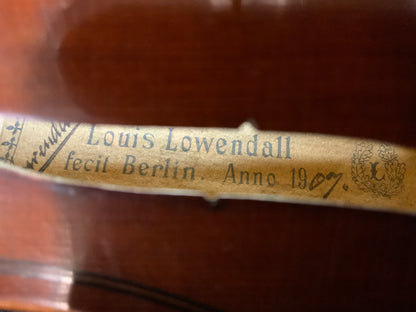 Louis Lowendall
fecit Berlin. Anno 1907.
L